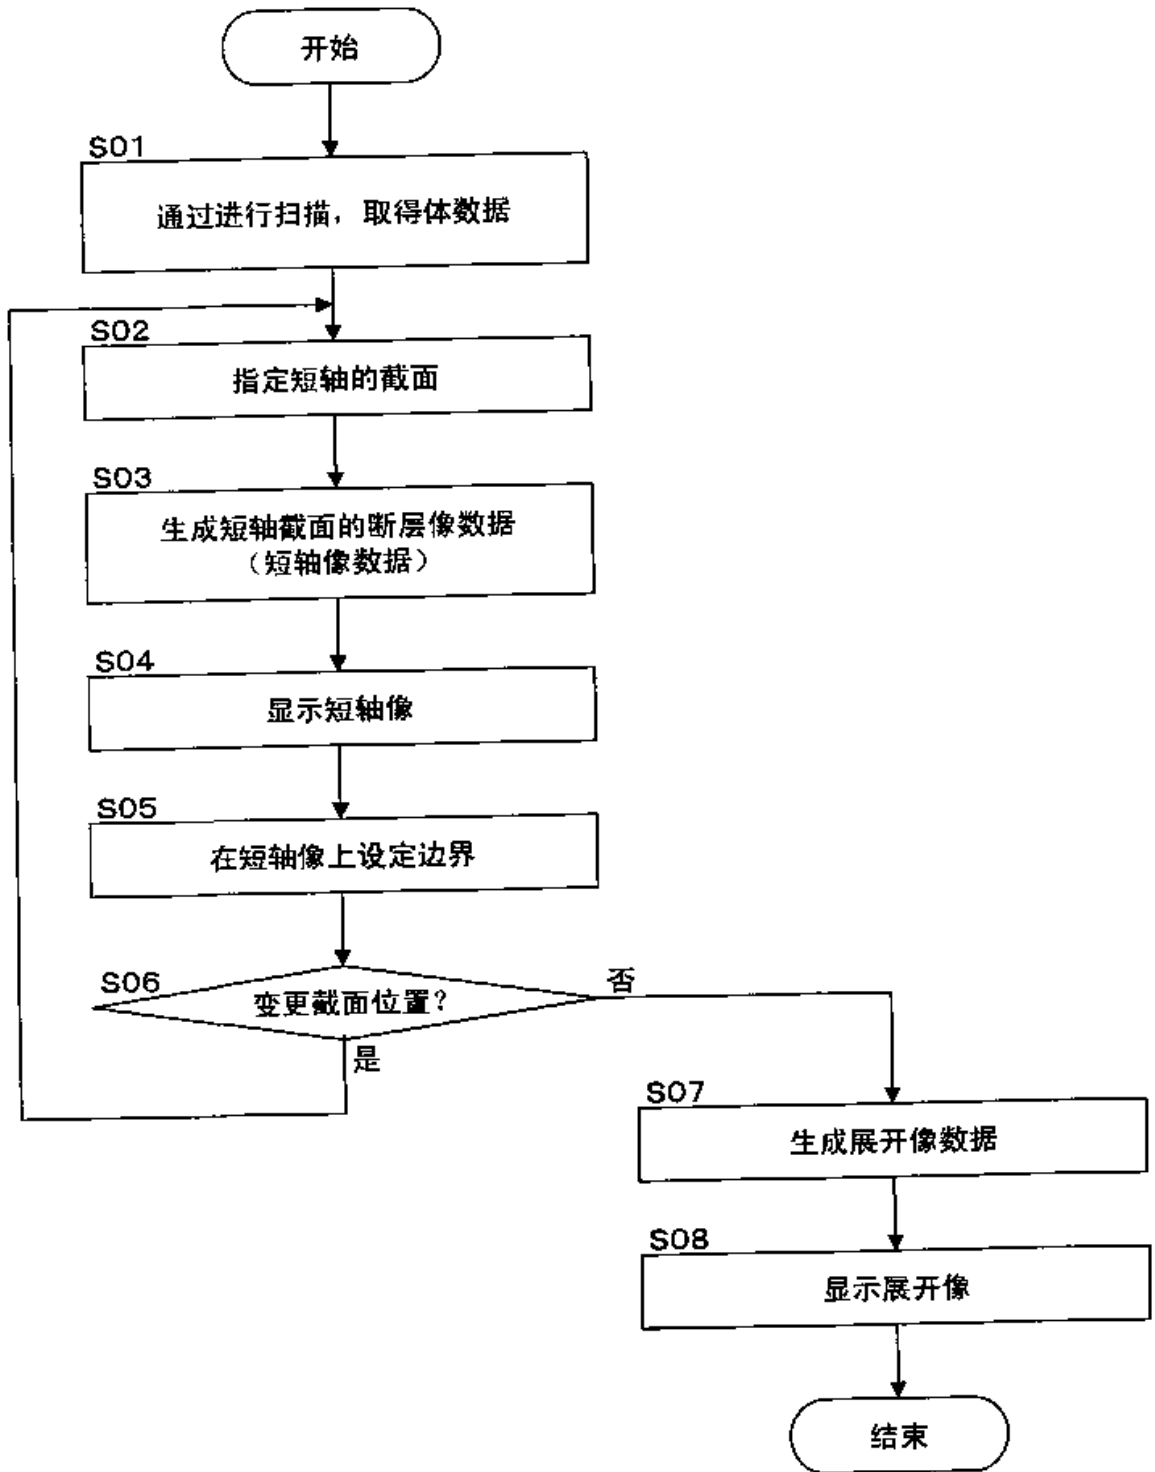 开始
S01
通过进行扫描，取得体数据
S02
指定短轴的截面
S03
生成短轴截面的断层像数据
（短轴像数据）
S04
显示短轴像
S05
在短轴像上设定边界
S06
变更截面位置？
否
是
S07
生成展开像数据
S08
显示展开像
结束